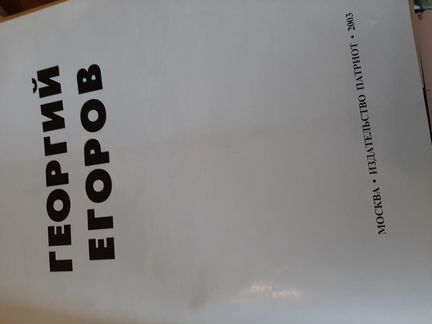 ГЕОРГИЙ
ЕГОРОВ
МОСКВА • ИЗДАТЕЛЬСТВО ПАТРИОТ • 2003